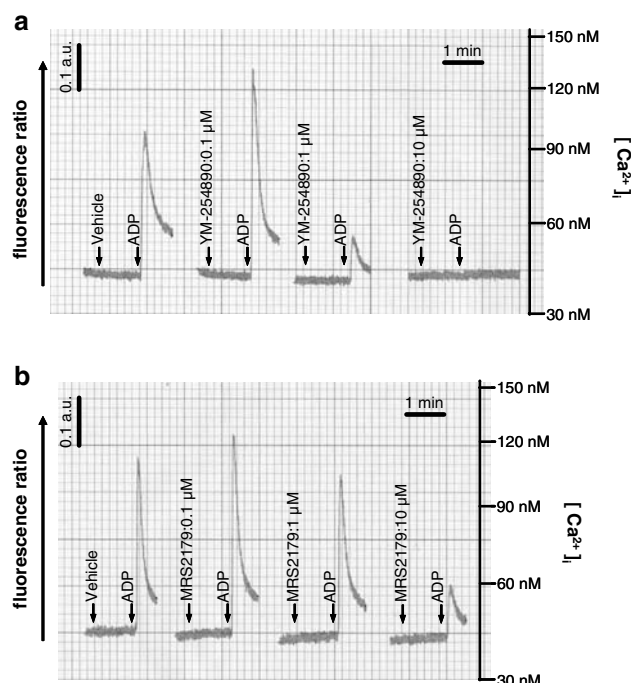 a
0.1 a.u.
fluorescence ratio
Vehicle
ADP
YM-254890:0.1 µM
ADP
YM-254890:1 µM
ADP
YM-254890:10 µM
ADP
1 min
150 nM
120 nM
90 nM
60 nM
30 nM
[ Ca²⁺ ]i
b
0.1 a.u.
fluorescence ratio
Vehicle
ADP
MRS2179:0.1 µM
ADP
MRS2179:1 µM
ADP
MRS2179:10 µM
ADP
1 min
150 nM
120 nM
90 nM
60 nM
30 nM
[ Ca²⁺ ]i